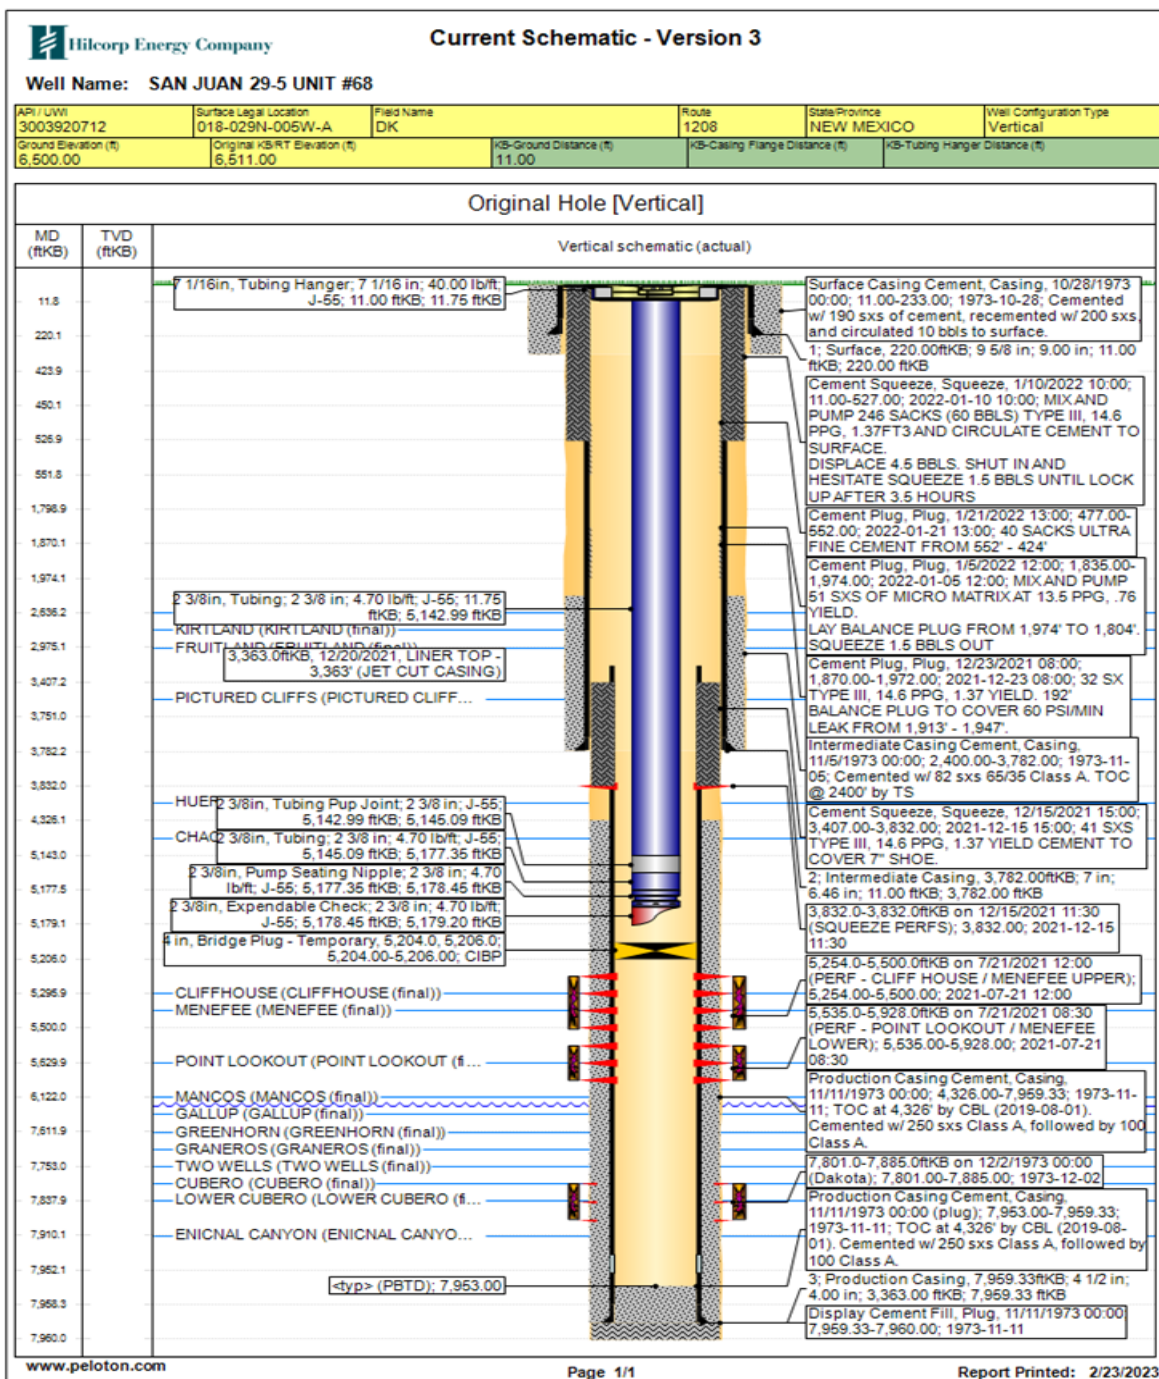 Hilcorp Energy Company
Current Schematic - Version 3
Well Name: SAN JUAN 29-5 UNIT #68
API / UWI
3003920712
Surface Legal Location
018-029N-005W-A
Field Name
DK
Route
1208
State/Province
NEW MEXICO
Well Configuration Type
Vertical
Ground Elevation (ft)
6,500.00
Original KB/RT Elevation (ft)
6,511.00
KB-Ground Distance (ft)
11.00
KB-Casing Flange Distance (ft)
KB-Tubing Hanger Distance (ft)
Original Hole [Vertical]
MD
(ftKB)
TVD
(ftKB)
Vertical schematic (actual)
11.8
220.1
423.9
450.1
526.9
551.8
1,798.9
1,870.1
1,974.1
2,636.2
2,975.1
3,407.2
3,751.0
3,782.2
3,832.0
4,326.1
5,143.0
5,177.5
5,179.1
5,206.0
5,295.9
5,500.0
5,629.9
6,122.0
7,611.9
7,753.0
7,837.9
7,910.1
7,952.1
7,958.3
7,960.0
7 1/16in, Tubing Hanger; 7 1/16 in; 40.00 lb/ft;
J-55; 11.00 ftKB; 11.75 ftKB
2 3/8in, Tubing; 2 3/8 in; 4.70 lb/ft; J-55; 11.75
ftKB; 5,142.99 ftKB
KIRTLAND (KIRTLAND (final))
FRUITLAND (FRUITLAND (final))
3,363.0ftKB, 12/20/2021, LINER TOP -
3,363' (JET CUT CASING)
PICTURED CLIFFS (PICTURED CLIFF...
HUER
2 3/8in, Tubing Pup Joint; 2 3/8 in; J-55;
5,142.99 ftKB; 5,145.09 ftKB
CHAC
2 3/8in, Tubing; 2 3/8 in; 4.70 lb/ft; J-55;
5,145.09 ftKB; 5,177.35 ftKB
2 3/8in, Pump Seating Nipple; 2 3/8 in; 4.70
lb/ft; J-55; 5,177.35 ftKB; 5,178.45 ftKB
2 3/8in, Expendable Check; 2 3/8 in; 4.70 lb/ft;
J-55; 5,178.45 ftKB; 5,179.20 ftKB
4 in, Bridge Plug - Temporary, 5,204.0, 5,206.0;
5,204.00-5,206.00; CIBP
CLIFFHOUSE (CLIFFHOUSE (final))
MENEFEE (MENEFEE (final))
POINT LOOKOUT (POINT LOOKOUT (fi...
MANCOS (MANCOS (final))
GALLUP (GALLUP (final))
GREENHORN (GREENHORN (final))
GRANEROS (GRANEROS (final))
TWO WELLS (TWO WELLS (final))
CUBERO (CUBERO (final))
LOWER CUBERO (LOWER CUBERO (fi...
ENICNAL CANYON (ENICNAL CANYO...
<typ> (PBTD); 7,953.00
Surface Casing Cement, Casing, 10/28/1973
00:00; 11.00-233.00; 1973-10-28; Cemented
w/ 190 sxs of cement, recemented w/ 200 sxs,
and circulated 10 bbls to surface.
1; Surface, 220.00ftKB; 9 5/8 in; 9.00 in; 11.00
ftKB; 220.00 ftKB
Cement Squeeze, Squeeze, 1/10/2022 10:00;
11.00-527.00; 2022-01-10 10:00; MIX AND
PUMP 246 SACKS (60 BBLS) TYPE III, 14.6
PPG, 1.37FT3 AND CIRCULATE CEMENT TO
SURFACE.
DISPLACE 4.5 BBLS. SHUT IN AND
HESITATE SQUEEZE 1.5 BBLS UNTIL LOCK
UP AFTER 3.5 HOURS
Cement Plug, Plug, 1/21/2022 13:00; 477.00-
552.00; 2022-01-21 13:00; 40 SACKS ULTRA
FINE CEMENT FROM 552' - 424'
Cement Plug, Plug, 1/5/2022 12:00; 1,835.00-
1,974.00; 2022-01-05 12:00; MIX AND PUMP
51 SXS OF MICRO MATRIX AT 13.5 PPG, .76
YIELD.
LAY BALANCE PLUG FROM 1,974' TO 1,804'.
SQUEEZE 1.5 BBLS OUT
Cement Plug, Plug, 12/23/2021 08:00;
1,870.00-1,972.00; 2021-12-23 08:00; 32 SX
TYPE III, 14.6 PPG, 1.37 YIELD. 192'
BALANCE PLUG TO COVER 60 PSI/MIN
LEAK FROM 1,913' - 1,947'.
Intermediate Casing Cement, Casing,
11/5/1973 00:00; 2,400.00-3,782.00; 1973-11-
05; Cemented w/ 82 sxs 65/35 Class A. TOC
@ 2400' by TS
Cement Squeeze, Squeeze, 12/15/2021 15:00;
3,407.00-3,832.00; 2021-12-15 15:00; 41 SXS
TYPE III, 14.6 PPG, 1.37 YIELD CEMENT TO
COVER 7" SHOE.
2; Intermediate Casing, 3,782.00ftKB; 7 in;
6.46 in; 11.00 ftKB; 3,782.00 ftKB
3,832.0-3,832.0ftKB on 12/15/2021 11:30
(SQUEEZE PERFS); 3,832.00; 2021-12-15
11:30
5,254.0-5,500.0ftKB on 7/21/2021 12:00
(PERF - CLIFF HOUSE / MENEFEE UPPER);
5,254.00-5,500.00; 2021-07-21 12:00
5,535.0-5,928.0ftKB on 7/21/2021 08:30
(PERF - POINT LOOKOUT / MENEFEE
LOWER); 5,535.00-5,928.00; 2021-07-21
08:30
Production Casing Cement, Casing,
11/11/1973 00:00; 4,326.00-7,959.33; 1973-11-
11; TOC at 4,326' by CBL (2019-08-01).
Cemented w/ 250 sxs Class A, followed by 100
Class A.
7,801.0-7,885.0ftKB on 12/2/1973 00:00
(Dakota); 7,801.00-7,885.00; 1973-12-02
Production Casing Cement, Casing,
11/11/1973 00:00 (plug); 7,953.00-7,959.33;
1973-11-11; TOC at 4,326' by CBL (2019-08-
01). Cemented w/ 250 sxs Class A, followed by
100 Class A.
3; Production Casing, 7,959.33ftKB; 4 1/2 in;
4.00 in; 3,363.00 ftKB; 7,959.33 ftKB
Display Cement Fill, Plug, 11/11/1973 00:00;
7,959.33-7,960.00; 1973-11-11
www.peloton.com
Page 1/1
Report Printed: 2/23/2023